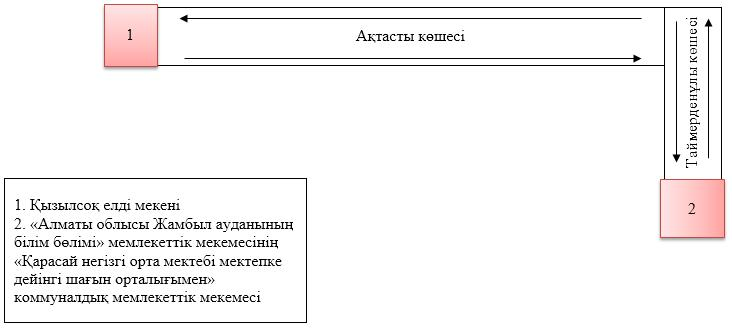 1
Ақтасты көшесі
Таймерденұлы көшесі
2
1. Қызылсоқ елді мекені
2. «Алматы облысы Жамбыл ауданының
білім бөлімі» мемлекеттік мекемесінің
«Қарасай негізгі орта мектебі мектепке
дейінгі шағын орталығымен»
коммуналдық мемлекеттік мекемесі